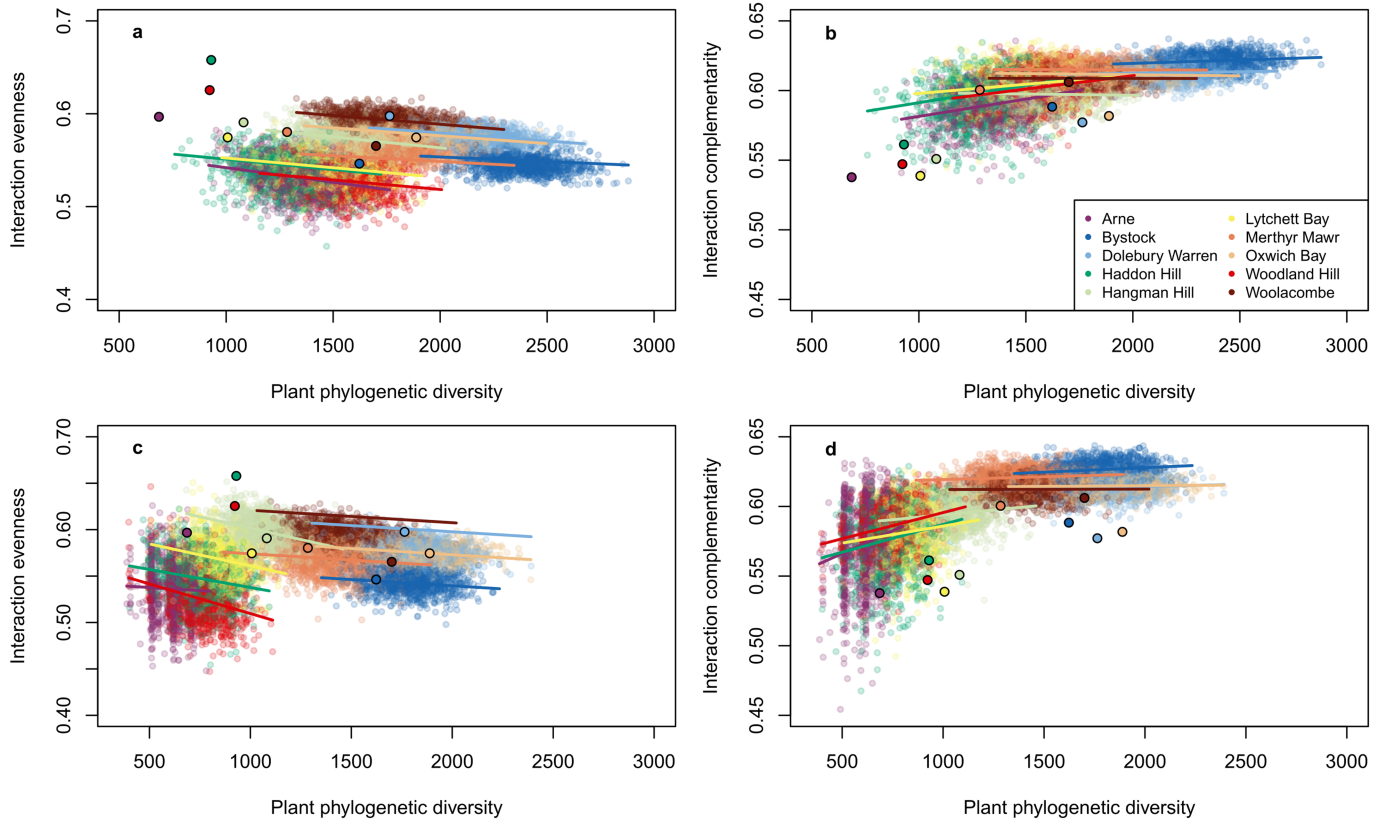 a
Interaction evenness
0.7
0.6
0.5
0.4
500 1000 1500 2000 2500 3000
Plant phylogenetic diversity
b
Interaction complementarity
0.65
0.60
0.55
0.50
0.45
Arne
Bystock
Dolebury Warren
Haddon Hill
Hangman Hill
Lytchett Bay
Merthyr Mawr
Oxwich Bay
Woodland Hill
Woolacombe
500 1000 1500 2000 2500 3000
Plant phylogenetic diversity
c
Interaction evenness
0.70
0.60
0.50
0.40
500 1000 1500 2000 2500 3000
Plant phylogenetic diversity
d
Interaction complementarity
0.65
0.60
0.55
0.50
0.45
500 1000 1500 2000 2500 3000
Plant phylogenetic diversity